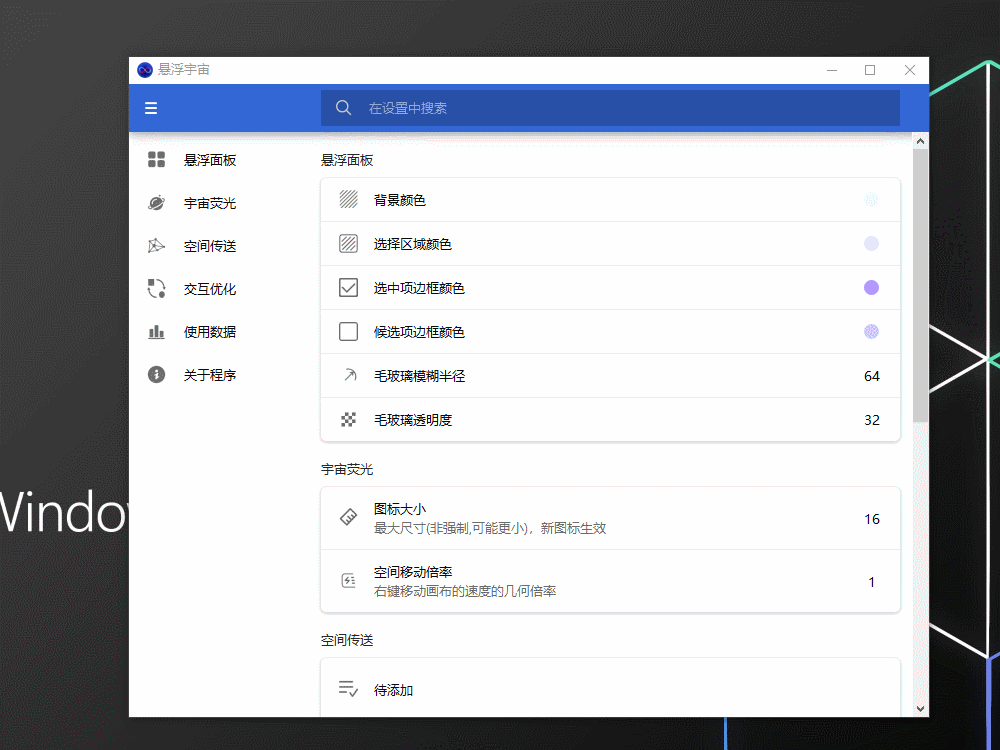 悬浮宇宙
在设置中搜索
悬浮面板
宇宙荧光
空间传送
交互优化
使用数据
关于程序
悬浮面板
背景颜色
选择区域颜色
选中项边框颜色
候选项边框颜色
毛玻璃模糊半径 64
毛玻璃透明度 32
宇宙荧光
图标大小
最大尺寸(非强制,可能更小)，新图标生效
16
空间移动倍率
右键移动画布的速度的几何倍率
1
空间传送
待添加
Windo